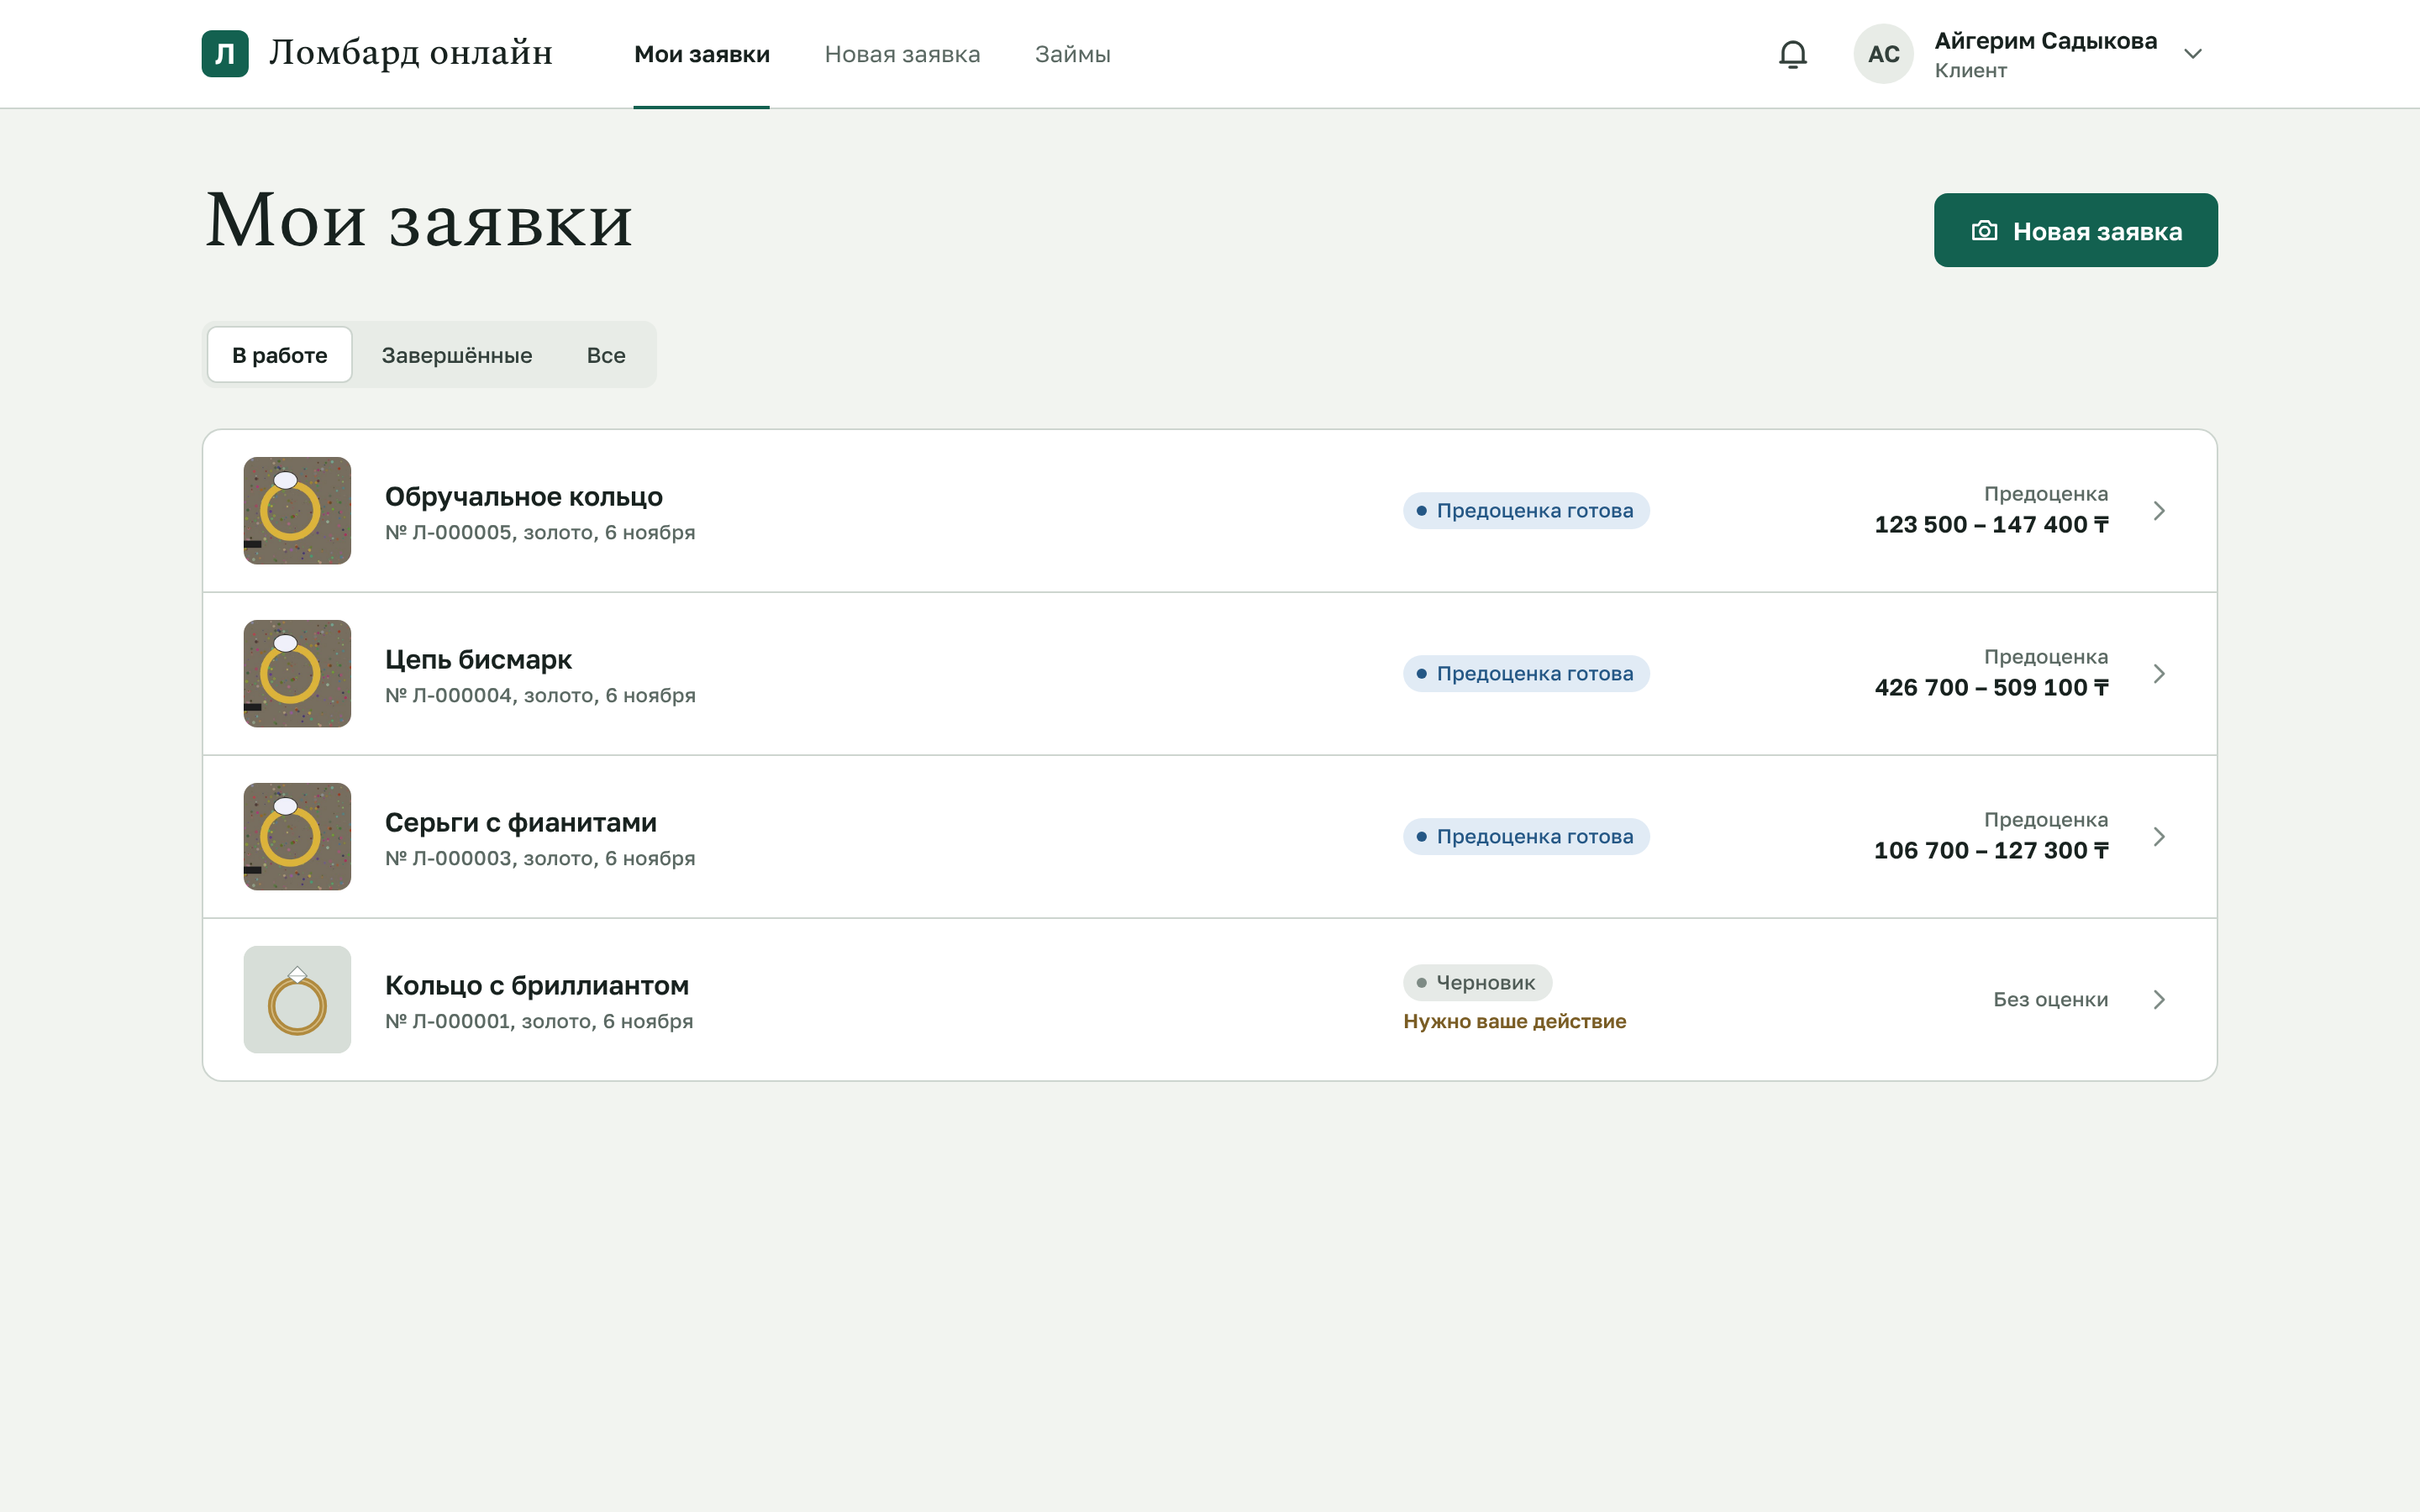 Л Ломбард онлайн Мои заявки Новая заявка Займы АС Айгерим Садыкова
Клиент
Мои заявки
Новая заявка
В работе Завершённые Все
Обручальное кольцо
№ Л-000005, золото, 6 ноября
Предоценка готова
Предоценка
123 500 – 147 400 ₸
Цепь бисмарк
№ Л-000004, золото, 6 ноября
Предоценка готова
Предоценка
426 700 – 509 100 ₸
Серьги с фианитами
№ Л-000003, золото, 6 ноября
Предоценка готова
Предоценка
106 700 – 127 300 ₸
Кольцо с бриллиантом
№ Л-000001, золото, 6 ноября
Черновик
Нужно ваше действие
Без оценки